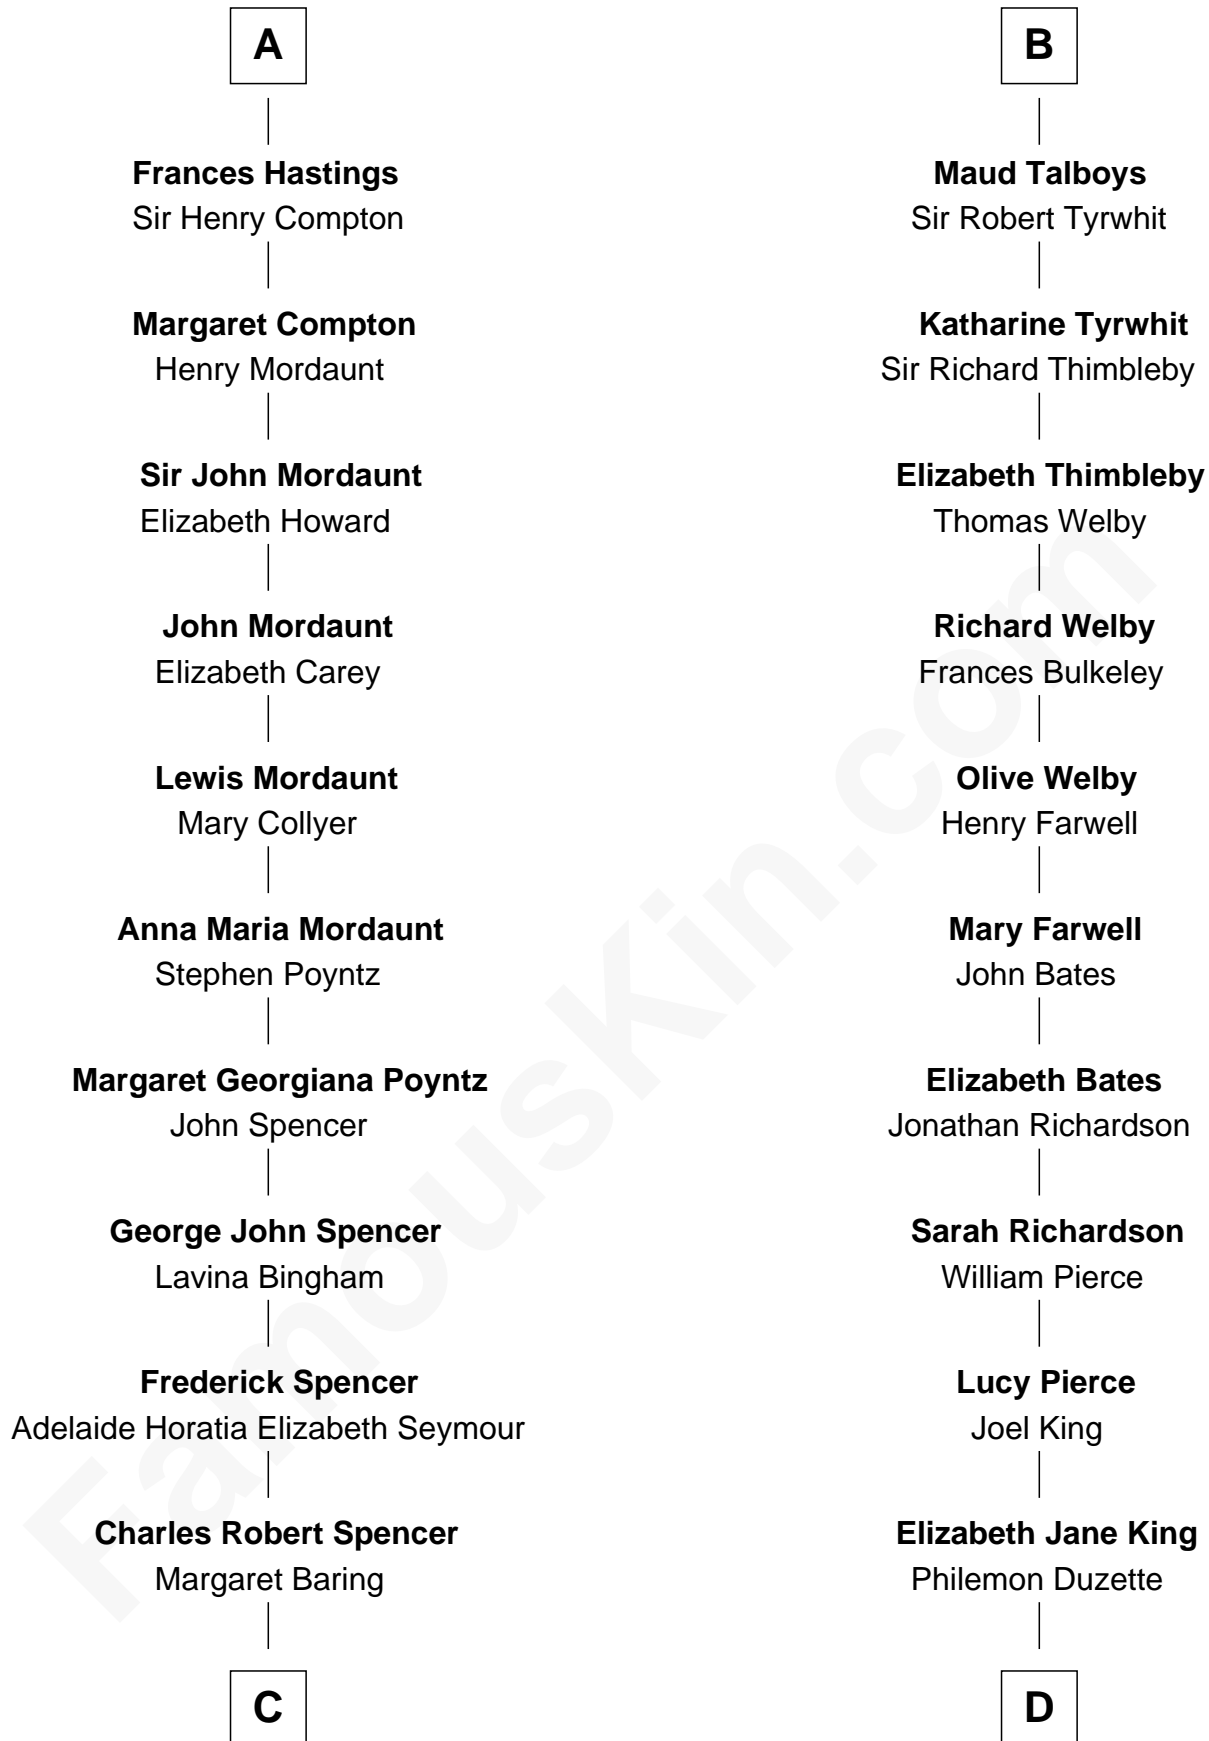 A
Frances Hastings
Sir Henry Compton
Margaret Compton
Henry Mordaunt
Sir John Mordaunt
Elizabeth Howard
John Mordaunt
Elizabeth Carey
Lewis Mordaunt
Mary Collyer
Anna Maria Mordaunt
Stephen Poyntz
Margaret Georgiana Poyntz
John Spencer
George John Spencer
Lavina Bingham
Frederick Spencer
Adelaide Horatia Elizabeth Seymour
Charles Robert Spencer
Margaret Baring
C
B
Maud Talboys
Sir Robert Tyrwhit
Katharine Tyrwhit
Sir Richard Thimbleby
Elizabeth Thimbleby
Thomas Welby
Richard Welby
Frances Bulkeley
Olive Welby
Henry Farwell
Mary Farwell
John Bates
Elizabeth Bates
Jonathan Richardson
Sarah Richardson
William Pierce
Lucy Pierce
Joel King
Elizabeth Jane King
Philemon Duzette
D
FamousKin.com